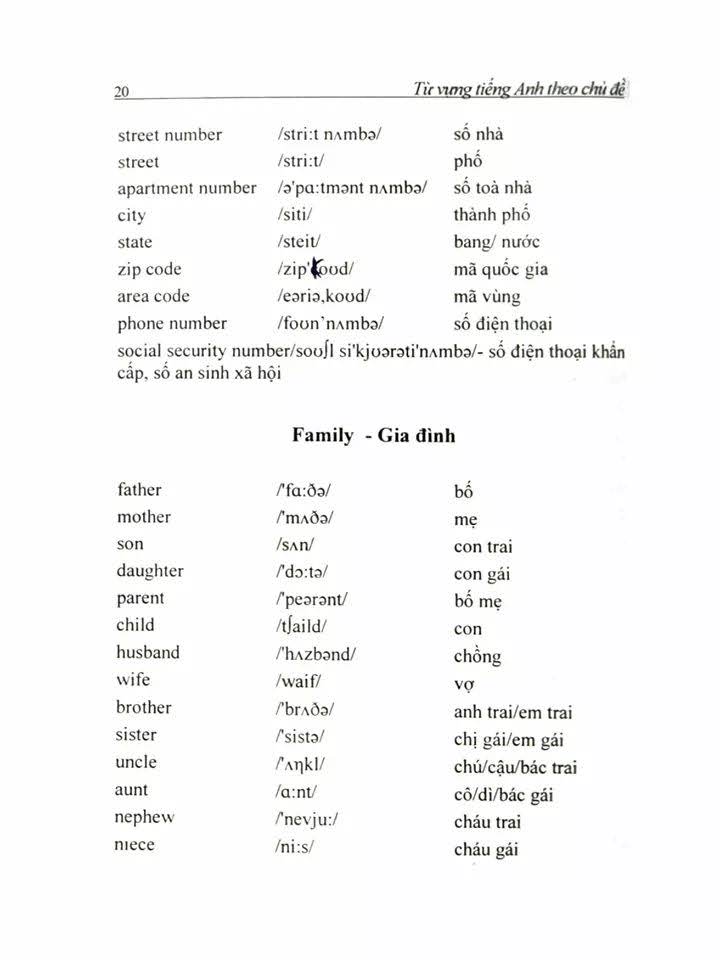 20 Từ vựng tiếng Anh theo chủ đề
street number /stri:t nʌmbə/ số nhà
street /stri:t/ phố
apartment number /ə'pɑ:tmənt nʌmbə/ số toà nhà
city /siti/ thành phố
state /steit/ bang/ nước
zip code /zip'koʊd/ mã quốc gia
area code /eəriə,koʊd/ mã vùng
phone number /foʊn'nʌmbə/ số điện thoại
social security number/soʊʃl si'kjʊərəti'nʌmbə/- số điện thoại khẩn
cấp, số an sinh xã hội
Family - Gia đình
father /'fɑ:ðə/ bố
mother /'mʌðə/ mẹ
son /sʌn/ con trai
daughter /'dɔ:tə/ con gái
parent /'peərənt/ bố mẹ
child /tʃaild/ con
husband /'hʌzbənd/ chồng
wife /waif/ vợ
brother /'brʌðə/ anh trai/em trai
sister /'sistə/ chị gái/em gái
uncle /'ʌηkl/ chú/cậu/bác trai
aunt /ɑ:nt/ cô/dì/bác gái
nephew /'nevju:/ cháu trai
niece /ni:s/ cháu gái